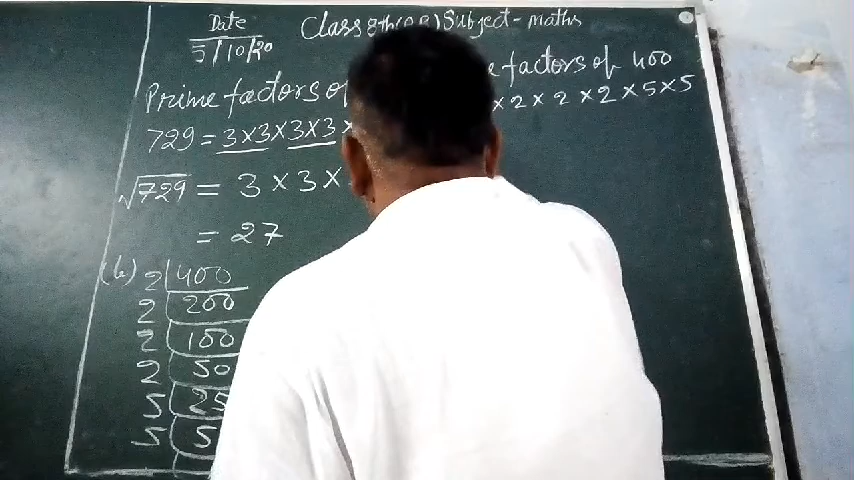 Date
5/10/20
Class 8th Subject - maths
Prime factors of
729 = 3×3×3×3×
√729 = 3 × 3 ×
= 27
(b) 2 400
2 200
2 100
2 50
5 25
5 5
factors of 400
× 2 × 2 × 2 × 5 × 5